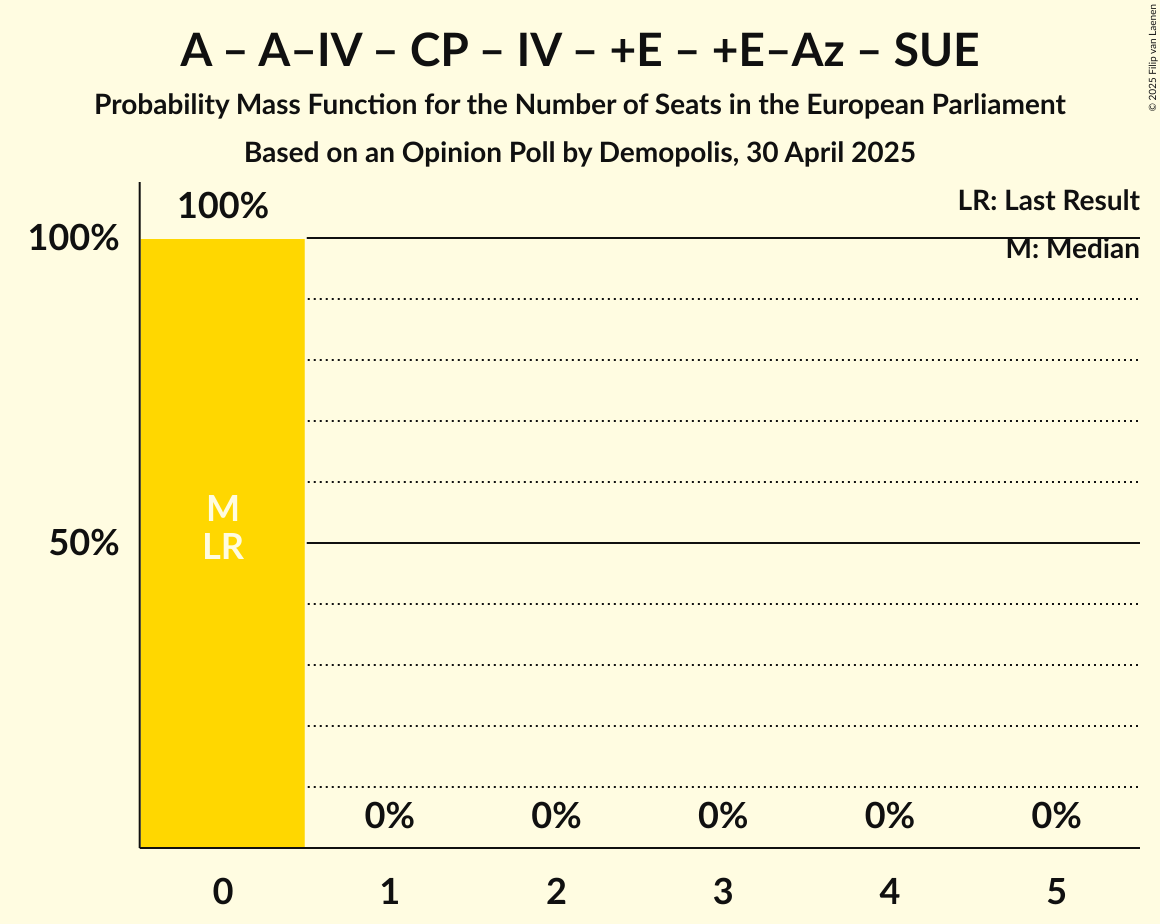 A – A–IV – CP – IV – +E – +E–Az – SUE
Probability Mass Function for the Number of Seats in the European Parliament
Based on an Opinion Poll by Demopolis, 30 April 2025
© 2025 Filip van Laenen
LR: Last Result
M: Median
100%
100%
50%
M
LR
0%
0%
0%
0%
0%
0
1
2
3
4
5